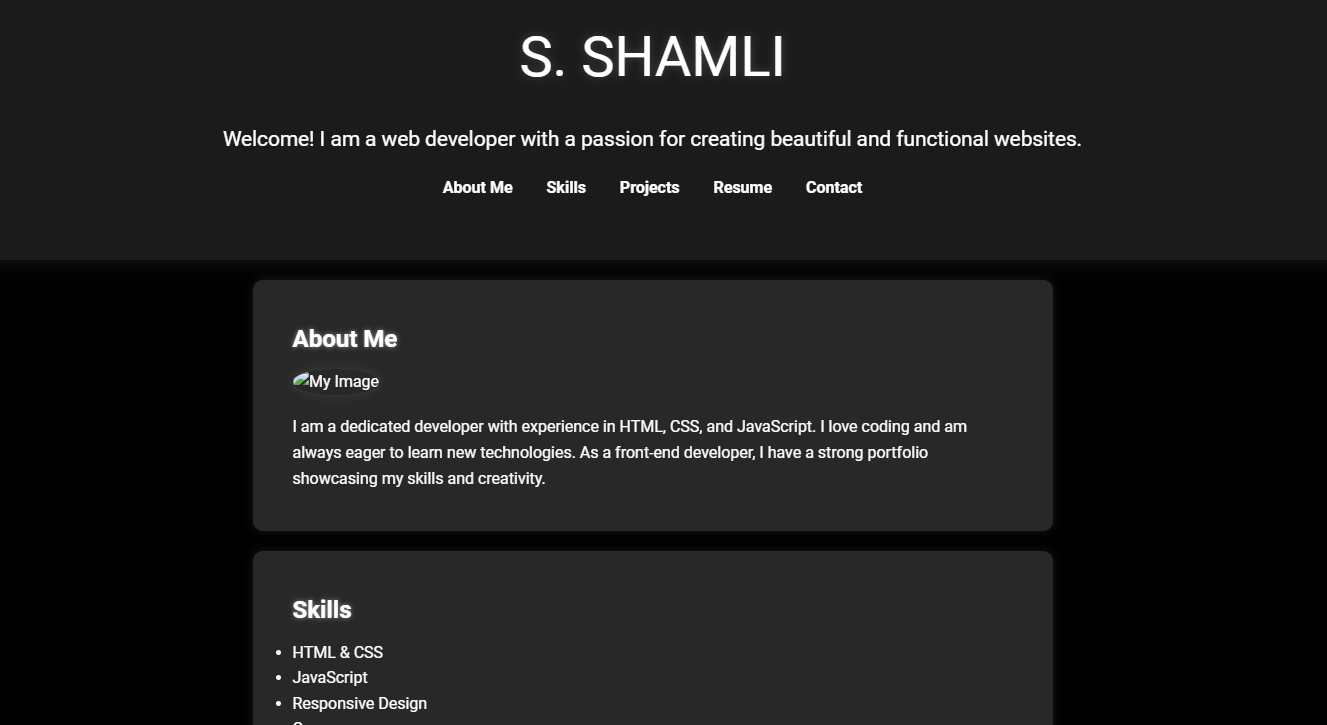 S. SHAMLI
Welcome! I am a web developer with a passion for creating beautiful and functional websites.
About Me Skills Projects Resume Contact
About Me
My Image
I am a dedicated developer with experience in HTML, CSS, and JavaScript. I love coding and am
always eager to learn new technologies. As a front-end developer, I have a strong portfolio
showcasing my skills and creativity.
Skills
HTML & CSS
JavaScript
Responsive Design